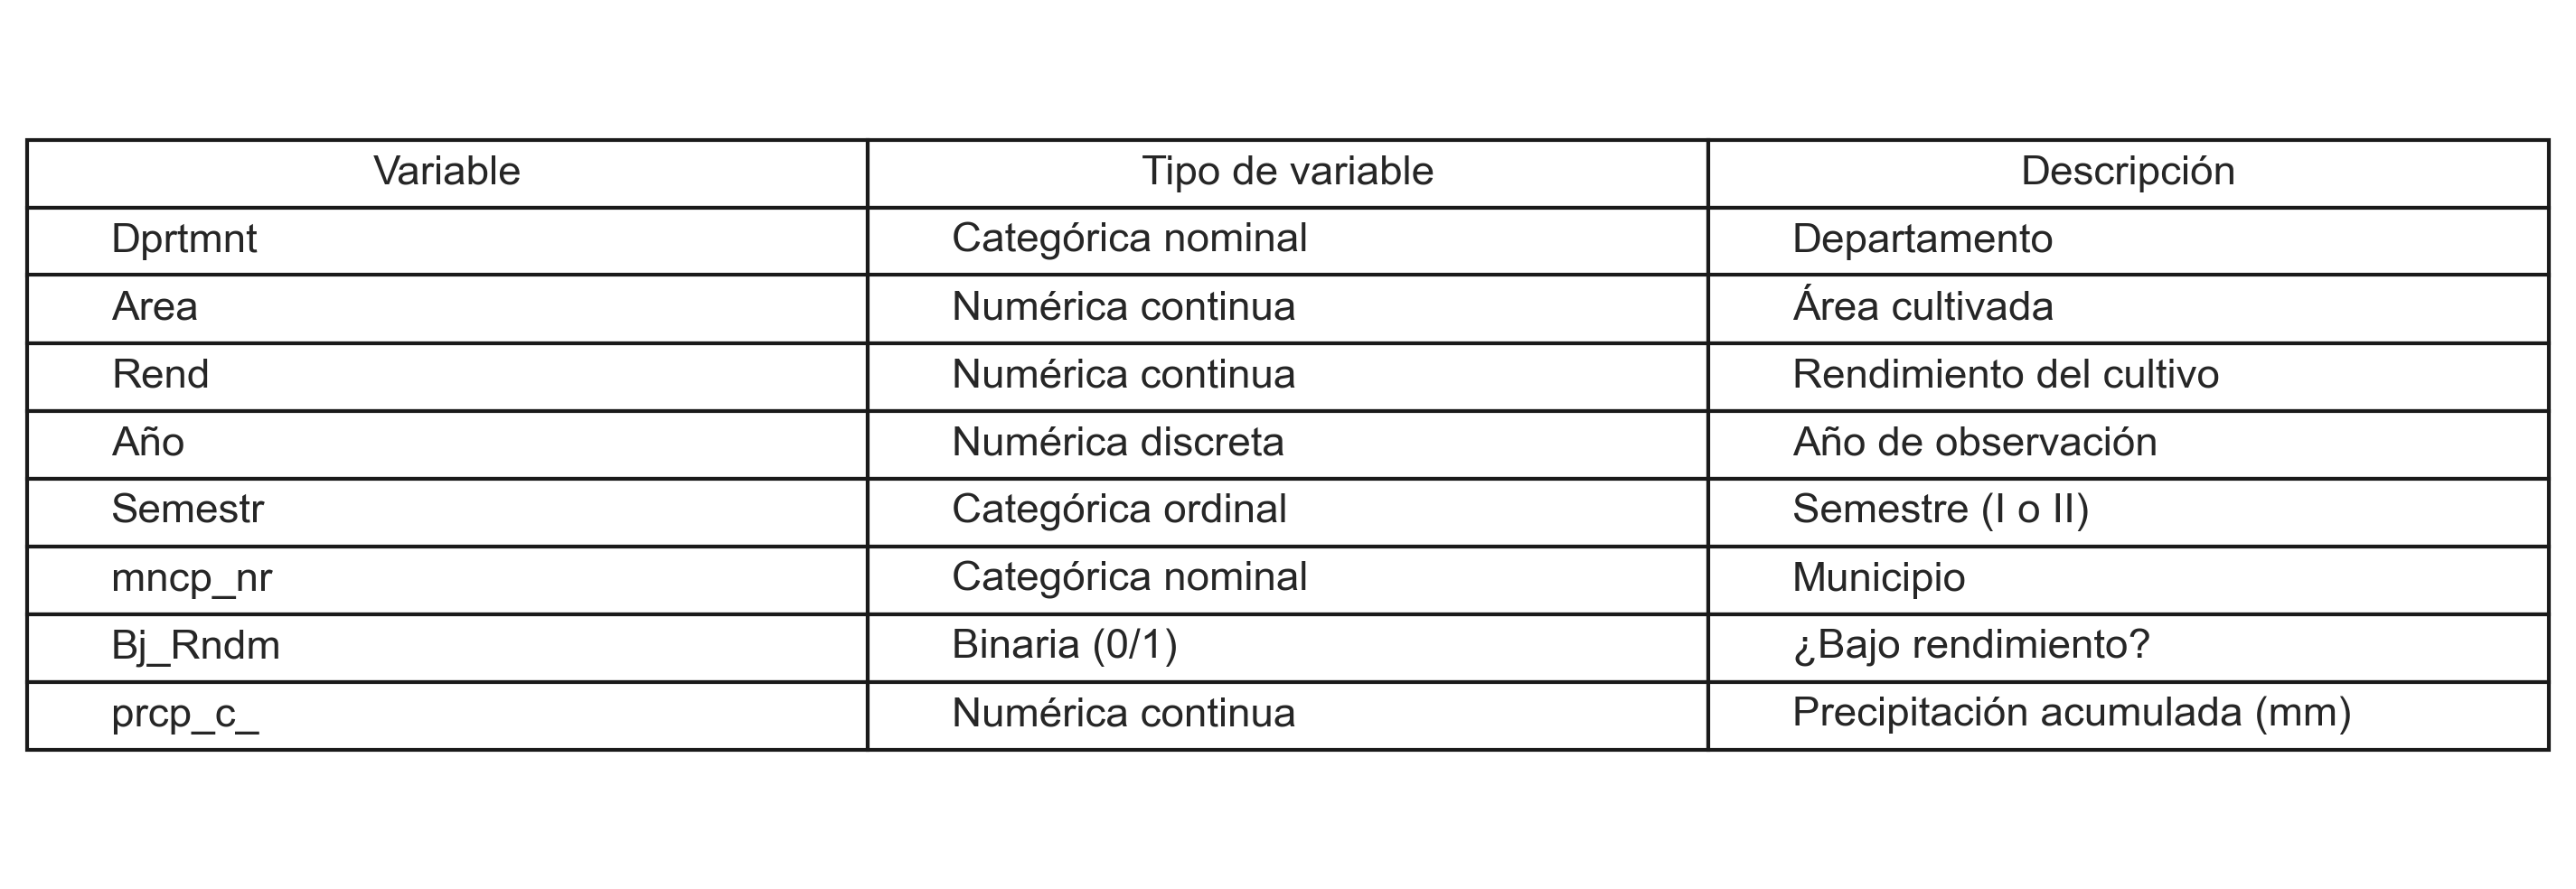 Variable Tipo de variable Descripción
Dprtmnt Categórica nominal Departamento
Area Numérica continua Área cultivada
Rend Numérica continua Rendimiento del cultivo
Año Numérica discreta Año de observación
Semestr Categórica ordinal Semestre (I o II)
mncp_nr Categórica nominal Municipio
Bj_Rndm Binaria (0/1) ¿Bajo rendimiento?
prcp_c_ Numérica continua Precipitación acumulada (mm)